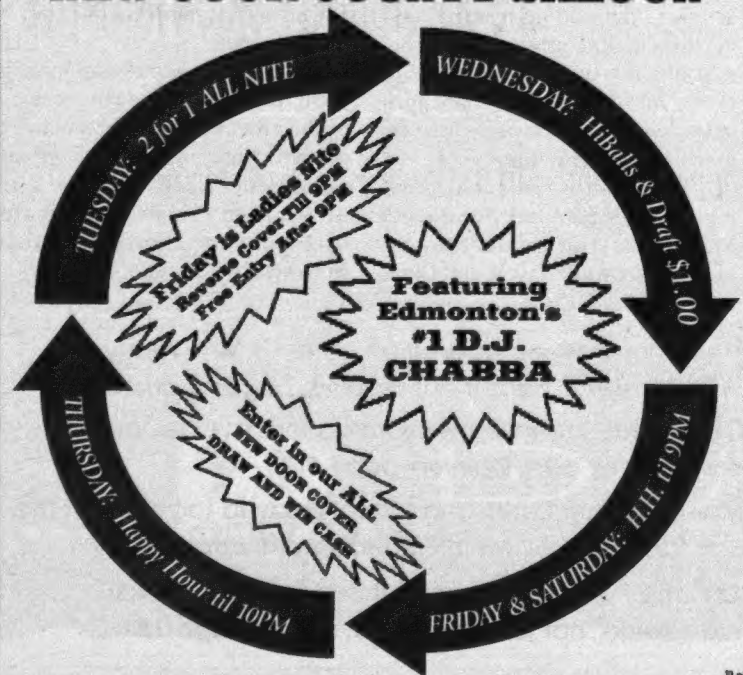 TUESDAY: 2 for 1 ALL NITE
WEDNESDAY: HiBalls & Draft $1.00
Friday is Ladies Nite
Reverse Cover Till 9PM
Free Entry After 9PM
Featuring
Edmonton's
#1 D.J.
CHABBA
Enter in our ALL
NEW DOOR COVER
DRAW AND WIN CASH
THURSDAY: Happy Hour til 10PM
FRIDAY & SATURDAY: H.H. til 9PM